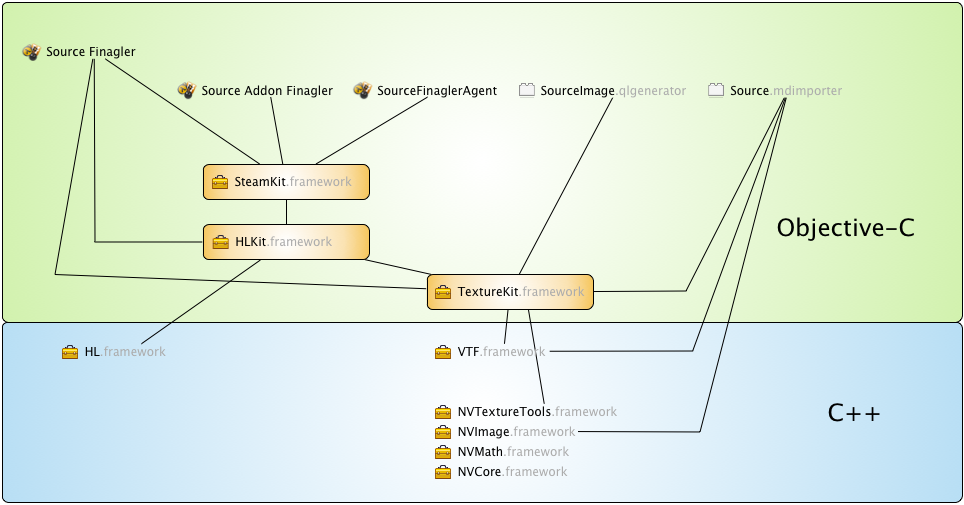 Source Finagler
Source Addon Finagler
SourceFinaglerAgent
SourceImage.qlgenerator
Source.mdimporter
SteamKit.framework
HLKit.framework
Objective-C
TextureKit.framework
HL.framework
VTF.framework
NVTextureTools.framework
C++
NVImage.framework
NVMath.framework
NVCore.framework